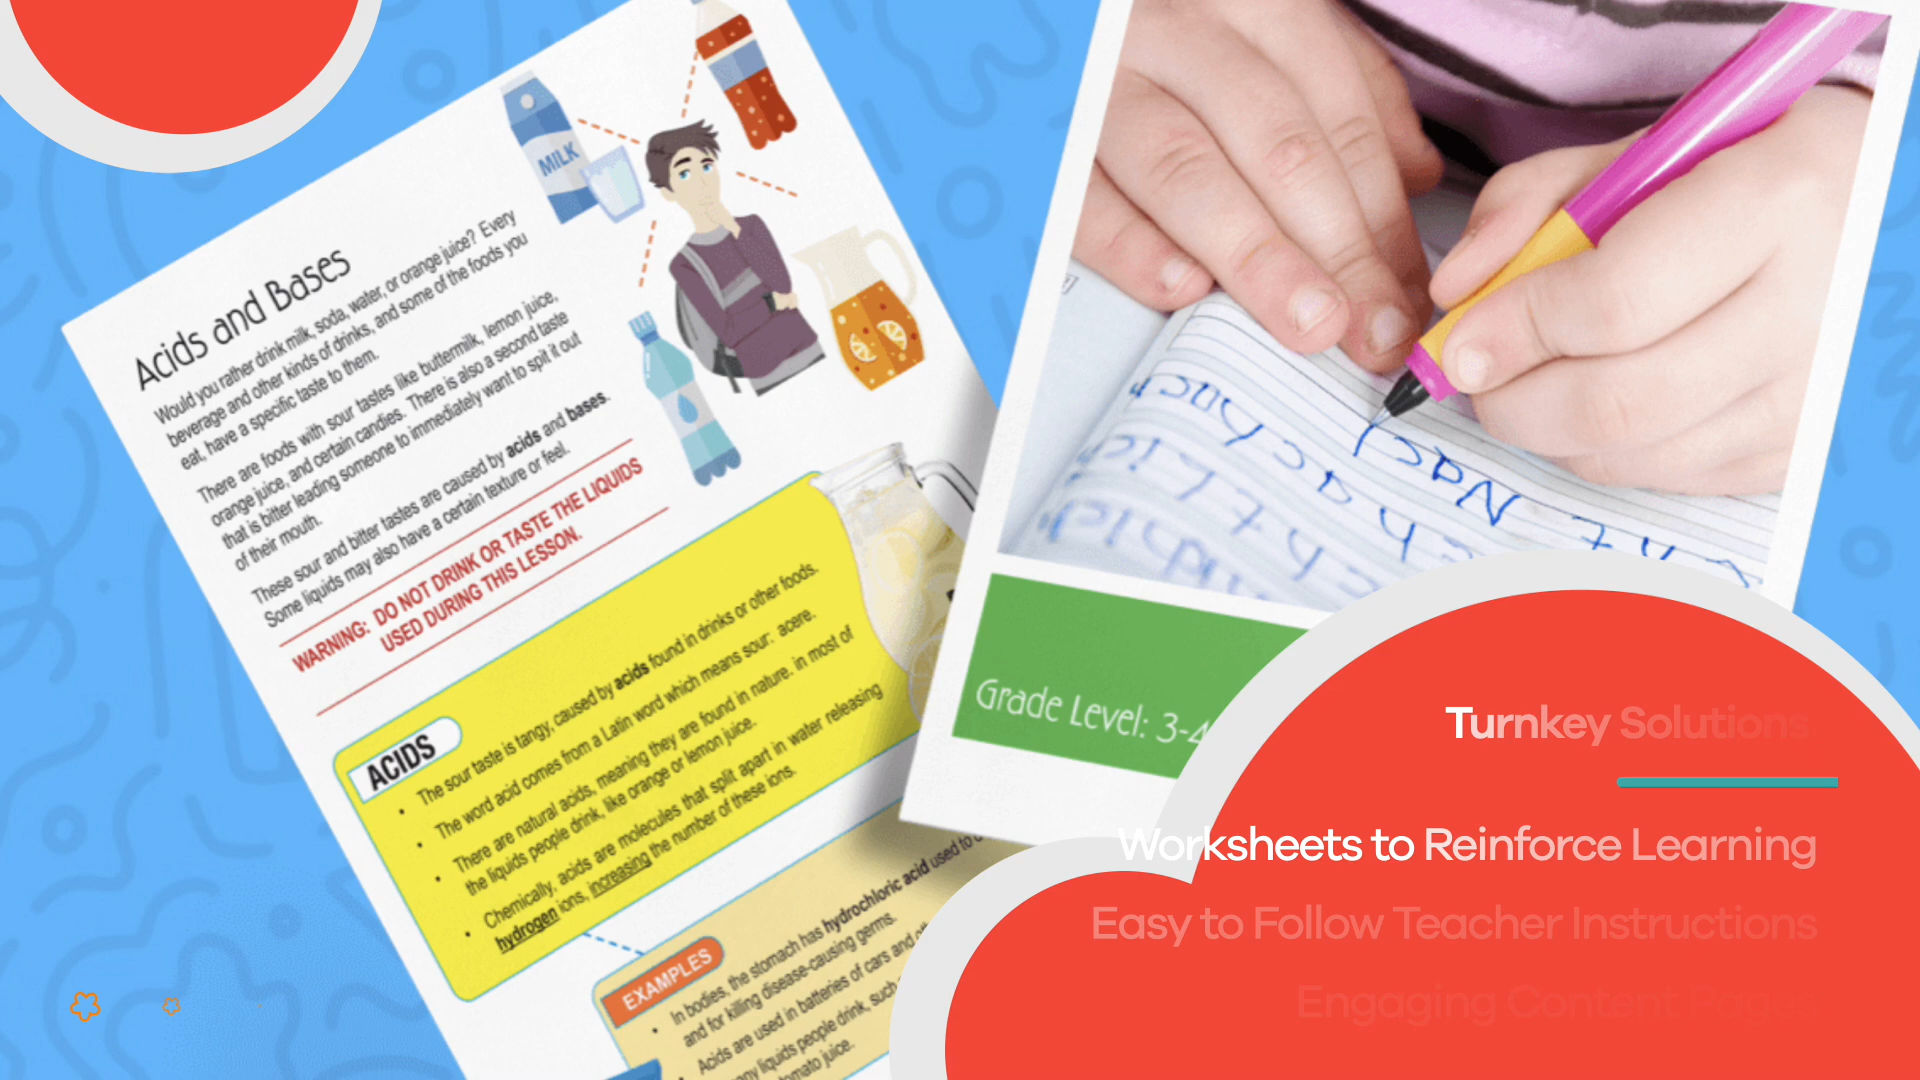 MILK
Acids and Bases
Would you rather drink milk, soda, water, or orange juice? Every
beverage and other kinds of drinks, and some of the foods you
eat, have a specific taste to them.
There are foods with sour tastes like buttermilk, lemon juice,
orange juice, and certain candies. There is also a second taste
that is bitter leading someone to immediately want to spit it out
of their mouth.
These sour and bitter tastes are caused by acids and bases.
Some liquids may also have a certain texture or feel.
WARNING: DO NOT DRINK OR TASTE THE LIQUIDS
USED DURING THIS LESSON.
ACIDS
• The sour taste is tangy, caused by acids found in drinks or other foods.
• The word acid comes from a Latin word which means sour: acere.
• There are natural acids, meaning they are found in nature. in most of
the liquids people drink, like orange or lemon juice.
• Chemically, acids are molecules that split apart in water releasing
hydrogen ions, increasing the number of these ions.
EXAMPLES
• In bodies, the stomach has hydrochloric acid used to
and for killing disease-causing germs.
• Acids are used in batteries of cars and
liquids people drink, such
juice.
Grade Level: 3-4
Turnkey Solutions
Worksheets to Reinforce Learning
Easy to Follow Teacher Instructions
Engaging Content Pages